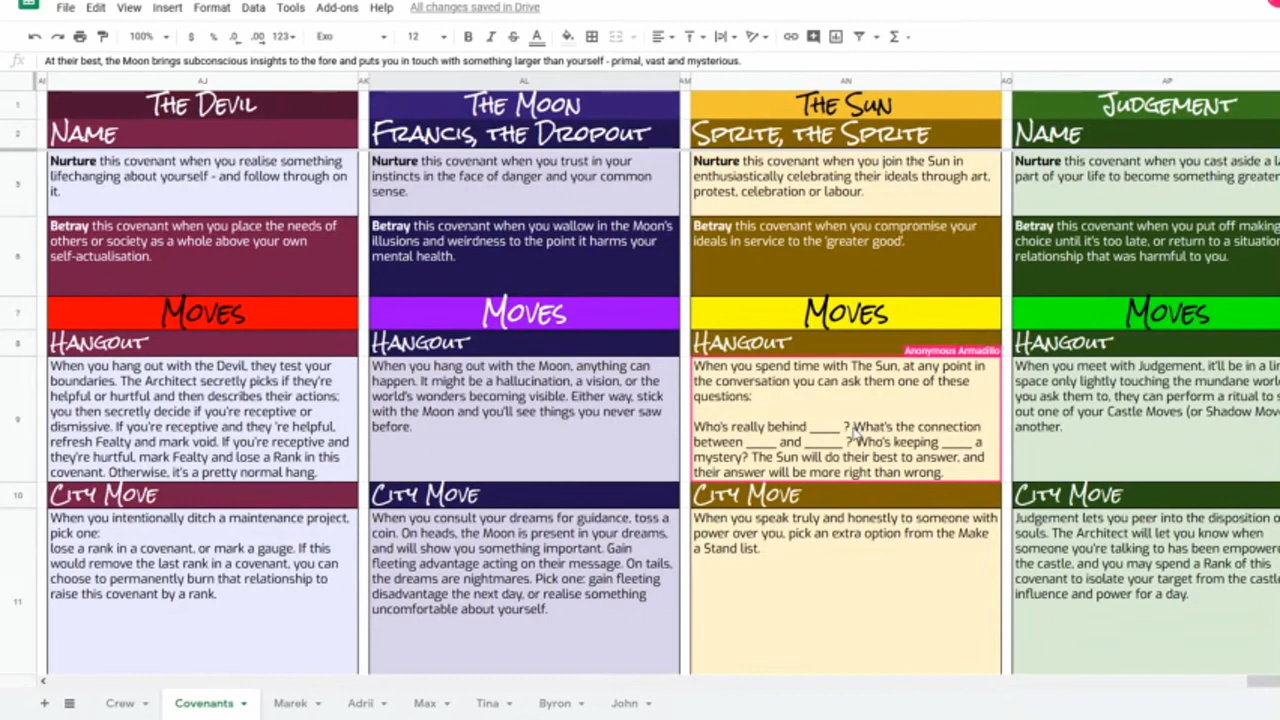 File Edit View Insert Format Data Tools Add-ons Help All changes saved in Drive
100% $ % .0 .00 123 Exo 12 B I S A
fx At their best, the Moon brings subconscious insights to the fore and puts you in touch with something larger than yourself - primal, vast and mysterious.
AI AJ AK AL AM AN AO AP
1
The Devil
The Moon
The Sun
Judgement
2
Name
Francis, the Dropout
Sprite, the Sprite
Name
Nurture this covenant when you realise something
lifechanging about yourself - and follow through on
it.
Nurture this covenant when you trust in your
instincts in the face of danger and your common
sense.
Nurture this covenant when you join the Sun in
enthusiastically celebrating their ideals through art,
protest, celebration or labour.
Nurture this covenant when you cast aside a
part of your life to become something greater
Betray this covenant when you place the needs of
others or society as a whole above your own
self-actualisation.
Betray this covenant when you wallow in the Moon's
illusions and weirdness to the point it harms your
mental health.
Betray this covenant when you compromise your
ideals in service to the 'greater good'.
Betray this covenant when you put off making
choice until it's too late, or return to a
relationship that was harmful to you.
7
Moves
Moves
Moves
Moves
8
Hangout
Hangout
Hangout
Hangout
Anonymous Armadillo
9
When you hang out with the Devil, they test your
boundaries. The Architect secretly picks if they're
helpful or hurtful and then describes their actions;
you then secretly decide if you're receptive or
dismissive. If you're receptive and they 're helpful,
refresh Fealty and mark void. If you're receptive and
they're hurtful, mark Fealty and lose a Rank in this
covenant. Otherwise, it's a pretty normal hang.
When you hang out with the Moon, anything can
happen. It might be a hallucination, a vision, or the
world's wonders becoming visible. Either way, stick
with the Moon and you'll see things you never saw
before.
When you spend time with The Sun, at any point in
the conversation you can ask them one of these
questions:
Who's really behind _____ ? What's the connection
between _____ and ______ ? Who's keeping _____ a
mystery? The Sun will do their best to answer, and
their answer will be more right than wrong.
When you meet with Judgement, it'll be in a
space only lightly touching the mundane
you ask them to, they can perform a ritual to
out one of your Castle Moves (or Shadow
another.
10
City Move
City Move
City Move
City Move
11
When you intentionally ditch a maintenance project,
pick one:
lose a rank in a covenant, or mark a gauge. If this
would remove the last rank in a covenant, you can
choose to permanently burn that relationship to
raise this covenant by a rank.
When you consult your dreams for guidance, toss a
coin. On heads, the Moon is present in your dreams,
and will show you something important. Gain
fleeting advantage acting on their message. On tails,
the dreams are nightmares. Pick one: gain fleeting
disadvantage the next day, or realise something
uncomfortable about yourself.
When you speak truly and honestly to someone with
power over you, pick an extra option from the Make
a Stand list.
Judgement lets you peer into the disposition
souls. The Architect will let you know when
someone you're talking to has been empowered
the castle, and you may spend a Rank of this
covenant to isolate your target from the
influence and power for a day.
Crew Covenants Marek Adril Max Tina Byron John